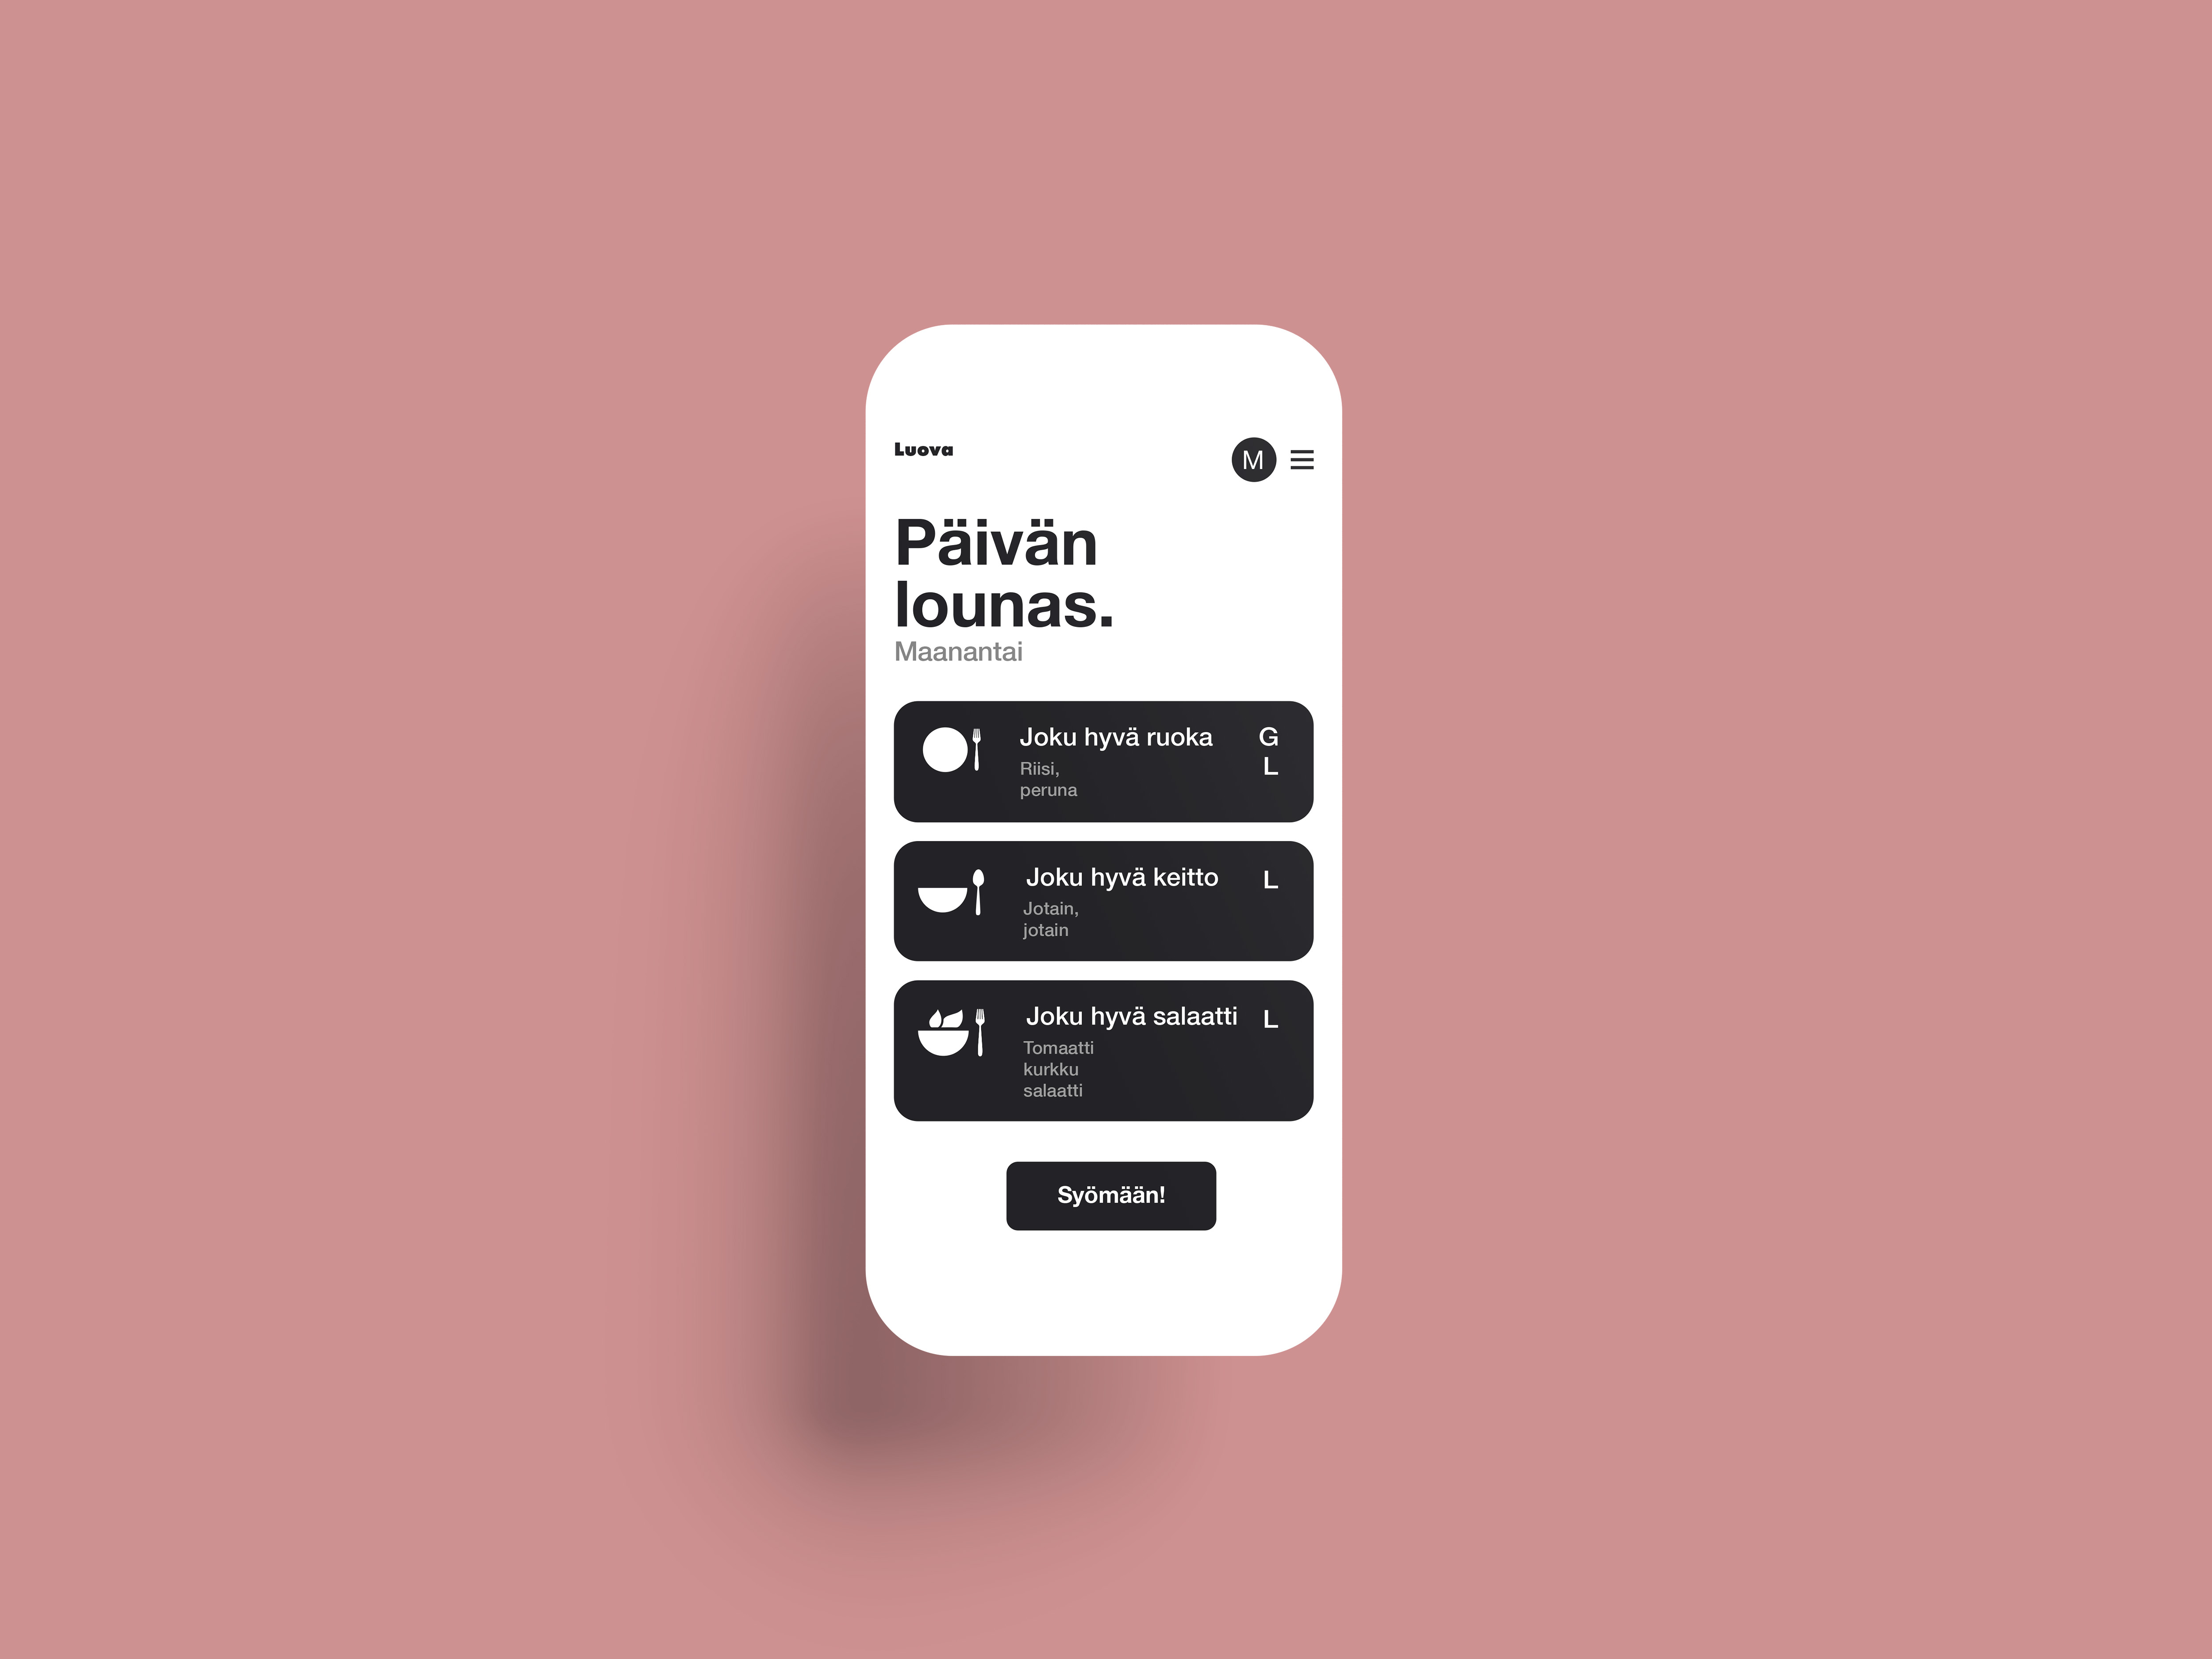 Luova
M
Päivän
lounas.
Maanantai
Joku hyvä ruoka
G
L
Riisi,
peruna
Joku hyvä keitto
L
Jotain,
jotain
Joku hyvä salaatti
L
Tomaatti
kurkku
salaatti
Syömään!